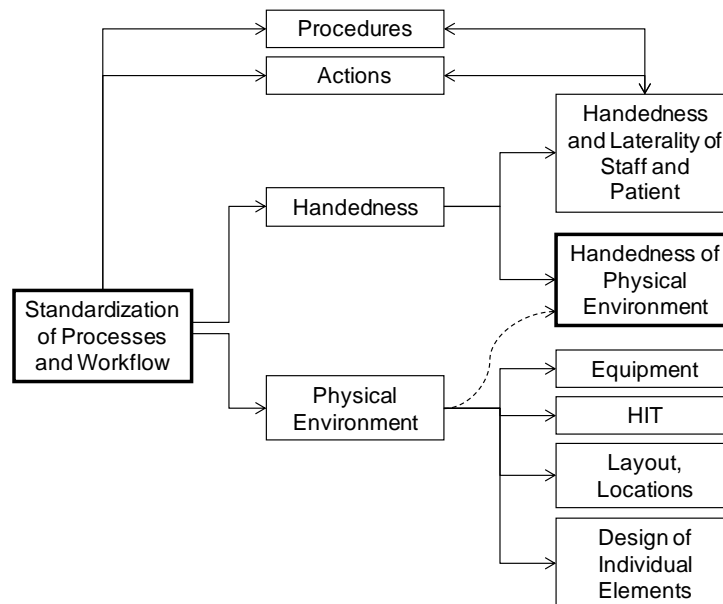 Procedures
Actions
Handedness
and Laterality of
Staff and
Patient
Handedness
Handedness of
Physical
Environment
Standardization
of Processes
and Workflow
Physical
Environment
Equipment
HIT
Layout,
Locations
Design of
Individual
Elements